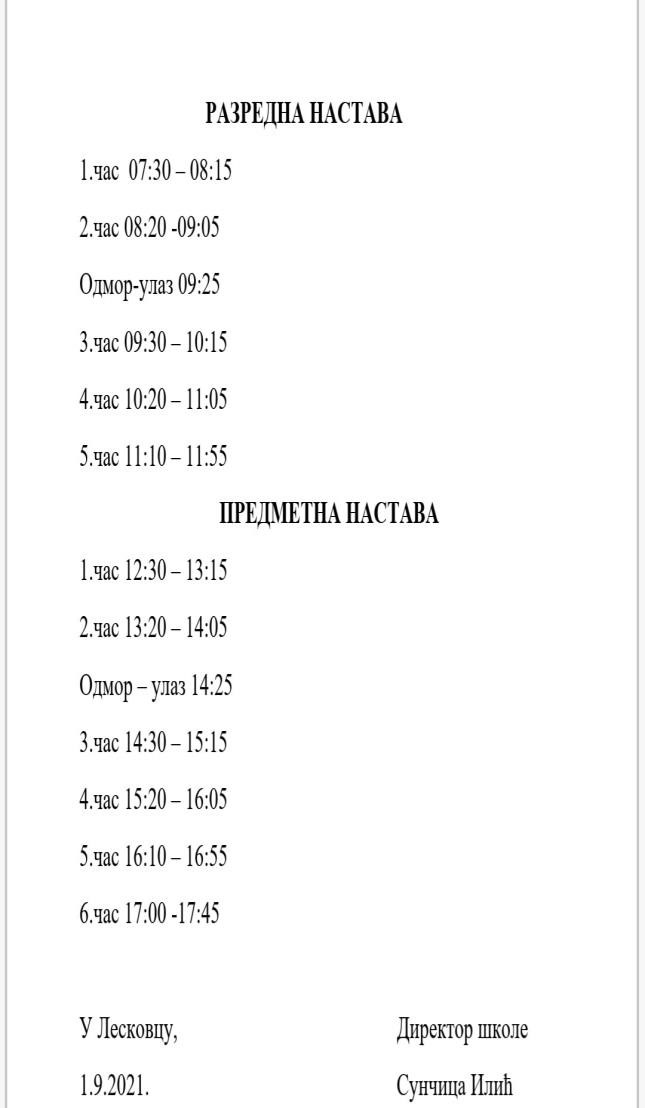 РАЗРЕДНА НАСТАВА
1.час  07:30 – 08:15
2.час 08:20 -09:05
Одмор-улаз 09:25
3.час 09:30 – 10:15
4.час 10:20 – 11:05
5.час 11:10 – 11:55
ПРЕДМЕТНА НАСТАВА
1.час 12:30 – 13:15
2.час 13:20 – 14:05
Одмор – улаз 14:25
3.час 14:30 – 15:15
4.час 15:20 – 16:05
5.час 16:10 – 16:55
6.час 17:00 -17:45
У Лесковцу, Директор школе
1.9.2021. Сунчица Илић